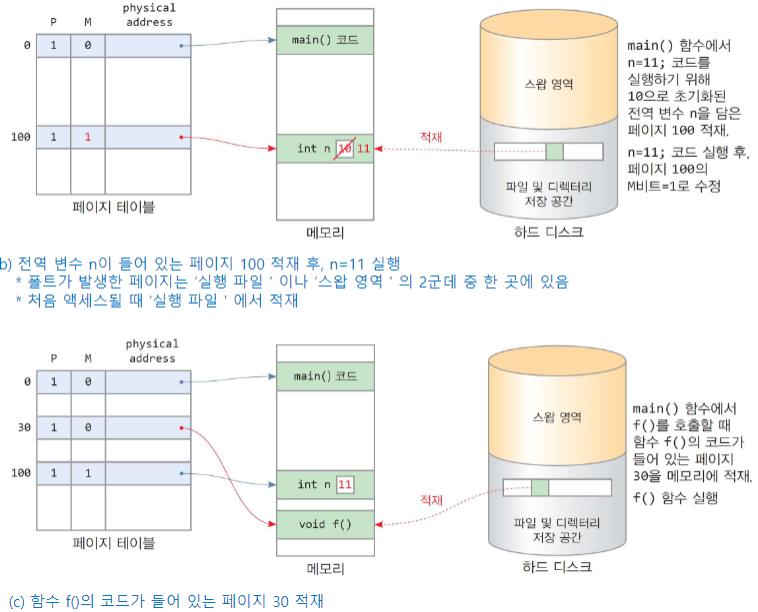 physical
P M address
0 1 0
main() 코드
100 1 1
int n 10 11
적재
페이지 테이블
메모리
스왑 영역
파일 및 디렉터리
저장 공간
하드 디스크
main() 함수에서
n=11; 코드를
실행하기 위해
10으로 초기화된
전역 변수 n을 담은
페이지 100 적재.
n=11; 코드 실행 후.
페이지 100의
M비트=1로 수정
b) 전역 변수 n이 들어 있는 페이지 100 적재 후, n=11 실행
* 폴트가 발생한 페이지는 ‘실행 파일 ’ 이나 ‘스왑 영역 ’ 의 2군데 중 한 곳에 있음
* 처음 액세스될 때 ‘실행 파일 ’ 에서 적재
physical
P M address
0 1 0
main() 코드
30 1 0
100 1 1
int n 11
적재
void f()
페이지 테이블
메모리
스왑 영역
파일 및 디렉터리
저장 공간
하드 디스크
main() 함수에서
f()를 호출할 때
함수 f()의 코드가
들어 있는 페이지
30을 메모리에 적재.
f() 함수 실행
(c) 함수 f()의 코드가 들어 있는 페이지 30 적재